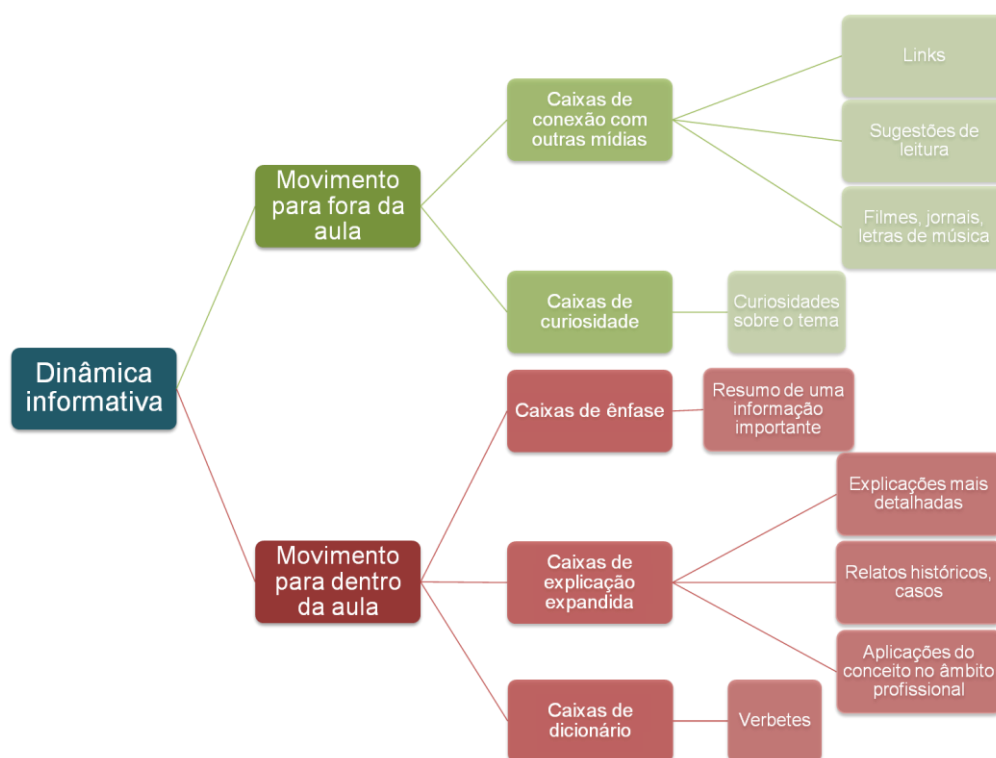 Dinâmica
informativa
Movimento
para fora da
aula
Caixas de
conexão com
outras mídias
Links
Sugestões de
leitura
Filmes, jornais,
letras de música
Caixas de
curiosidade
Curiosidades
sobre o tema
Movimento
para dentro
da aula
Caixas de ênfase
Resumo de uma
informação
importante
Caixas de
explicação
expandida
Explicações mais
detalhadas
Relatos históricos,
casos
Aplicações do
conceito no âmbito
profissional
Caixas de
dicionário
Verbetes